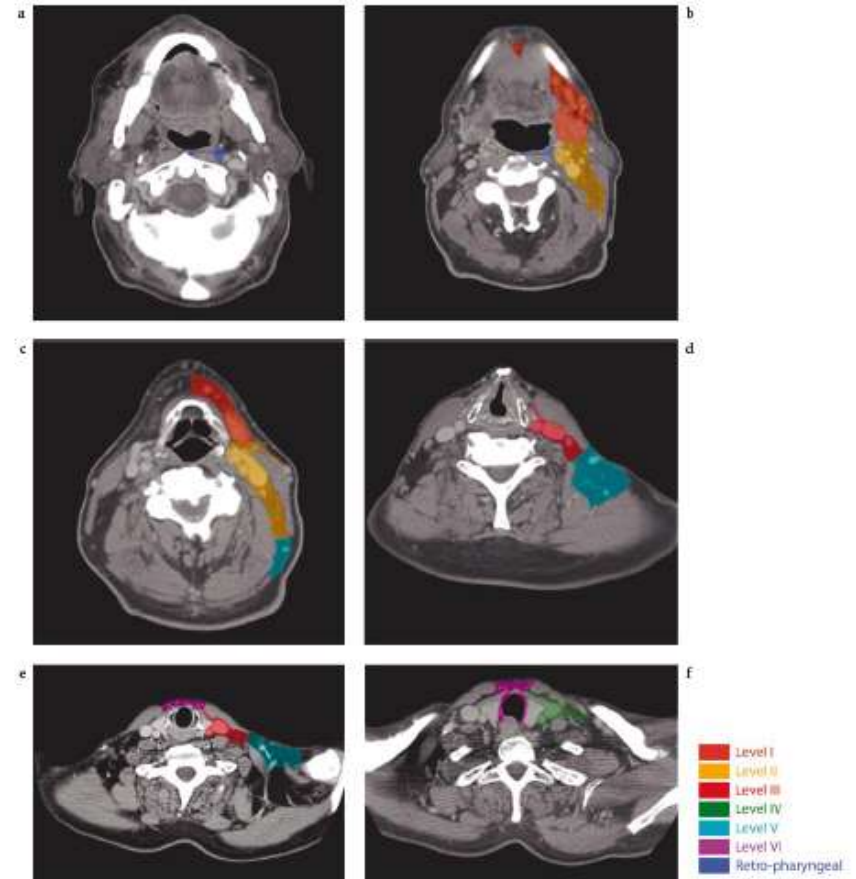 a
b
c
d
e
f
Level I
Level II
Level III
Level IV
Level V
Level VI
Retro-pharyngeal